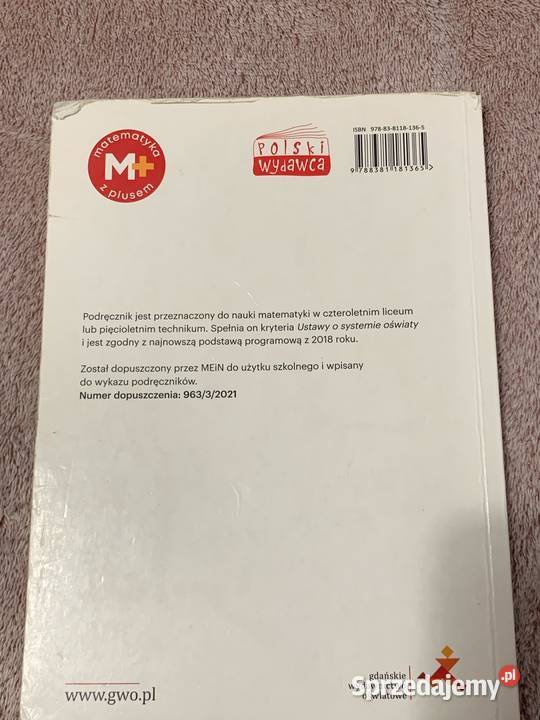 matematyka
M+
z plusem
POLSKI
wydawca
ISBN 978-83-8118-136-5
9 788381 181365 >
Podręcznik jest przeznaczony do nauki matematyki w czteroletnim liceum
lub pięcioletnim technikum. Spełnia on kryteria Ustawy o systemie oświaty
i jest zgodny z najnowszą podstawą programową z 2018 roku.
Został dopuszczony przez MEiN do użytku szkolnego i wpisany
do wykazu podręczników.
Numer dopuszczenia: 963/3/2021
www.gwo.pl
gdańskie
oświatowe
Sprzedajemy.pl